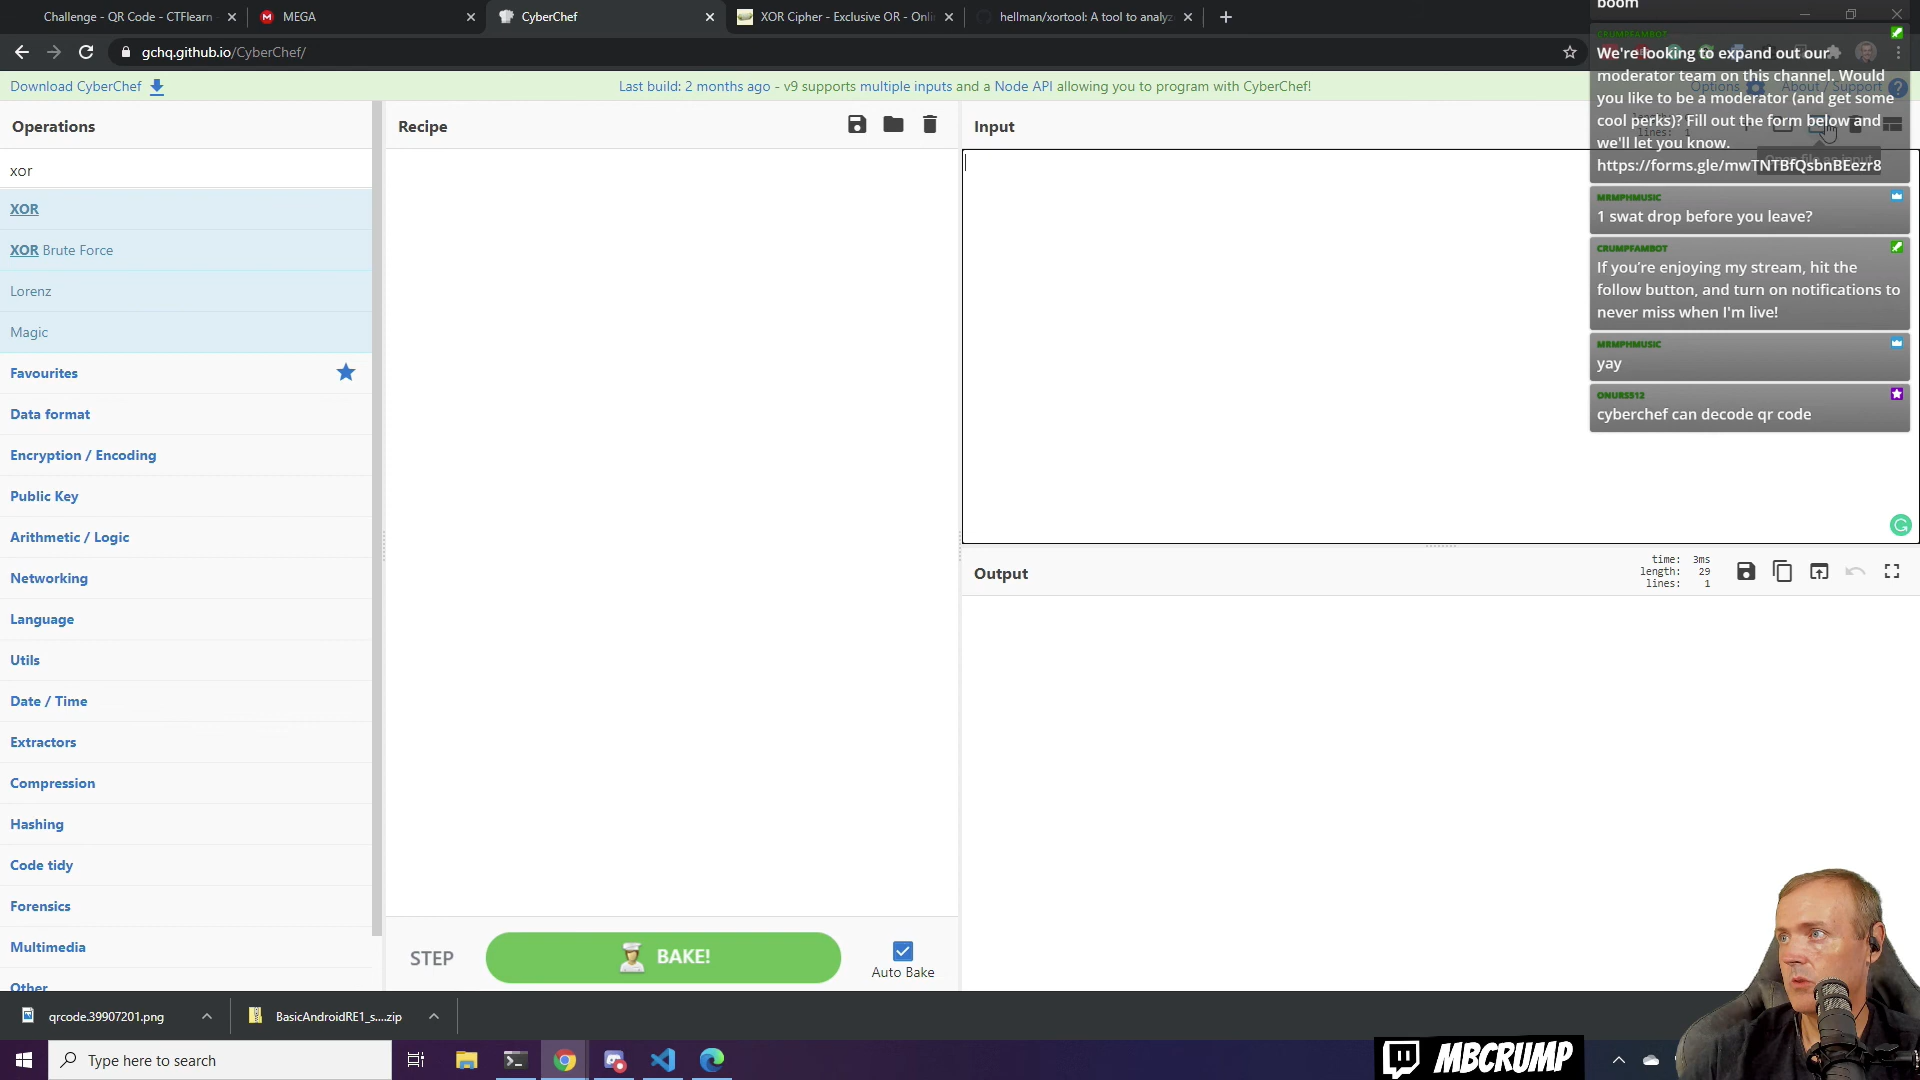 Challenge - QR Code - CTFlearn
MEGA
CyberChef
XOR Cipher - Exclusive OR - Onli
hellman/xortool: A tool to analyz
gchq.github.io/CyberChef/
Download CyberChef
Last build: 2 months ago - v9 supports multiple inputs and a Node API allowing you to program with CyberChef!
Options
About / Support
Operations
xor
XOR
XOR Brute Force
Lorenz
Magic
Favourites
Data format
Encryption / Encoding
Public Key
Arithmetic / Logic
Networking
Language
Utils
Date / Time
Extractors
Compression
Hashing
Code tidy
Forensics
Multimedia
Other
Recipe
STEP
BAKE!
Auto Bake
Input
lines: 1
boom
CRUMPFAMBOT
We're looking to expand out our
moderator team on this channel. Would
you like to be a moderator (and get some
cool perks)? Fill out the form below and
we'll let you know.
https://forms.gle/mwTNTBfQsbnBEezr8
MRMPHMUSIC
1 swat drop before you leave?
CRUMPFAMBOT
If you're enjoying my stream, hit the
follow button, and turn on notifications to
never miss when I'm live!
MRMPHMUSIC
yay
ONURS512
cyberchef can decode qr code
Output
time: 3ms
length: 29
lines: 1
qrcode.39907201.png
BasicAndroidRE1_s....zip
Type here to search
MBCRUMP